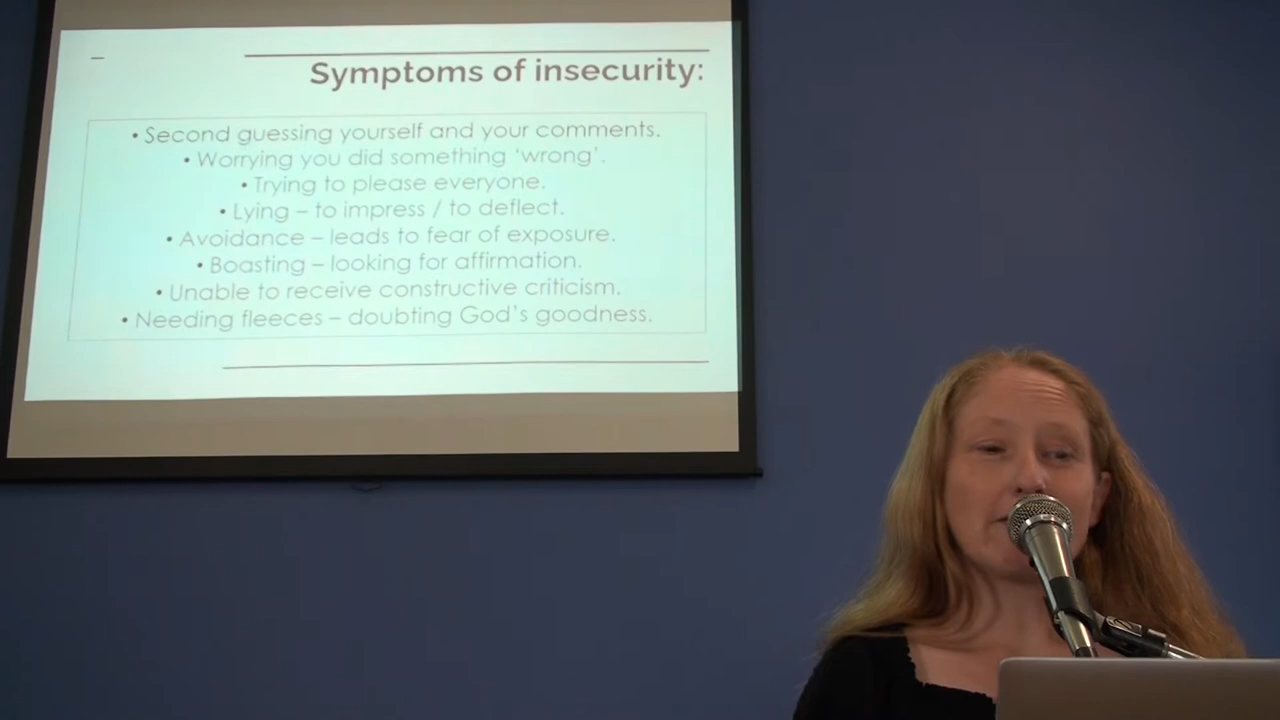 Symptoms of insecurity:
• Second guessing yourself and your comments.
• Worrying you did something ‘wrong’.
• Trying to please everyone.
• Lying – to impress / to deflect.
• Avoidance – leads to fear of exposure.
• Boasting – looking for affirmation.
• Unable to receive constructive criticism.
• Needing fleeces – doubting God’s goodness.